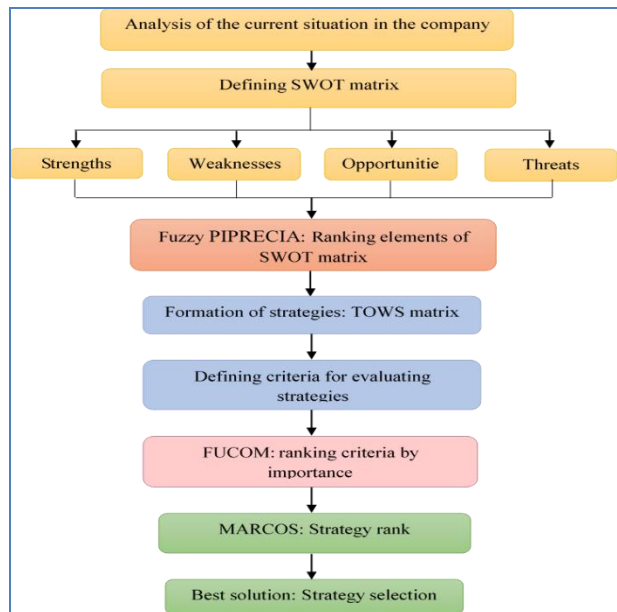 Analysis of the current situation in the company
Defining SWOT matrix
Strengths
Weaknesses
Opportunitie
Threats
Fuzzy PIPRECIA: Ranking elements of
SWOT matrix
Formation of strategies: TOWS matrix
Defining criteria for evaluating
strategies
FUCOM: ranking criteria by
importance
MARCOS: Strategy rank
Best solution: Strategy selection